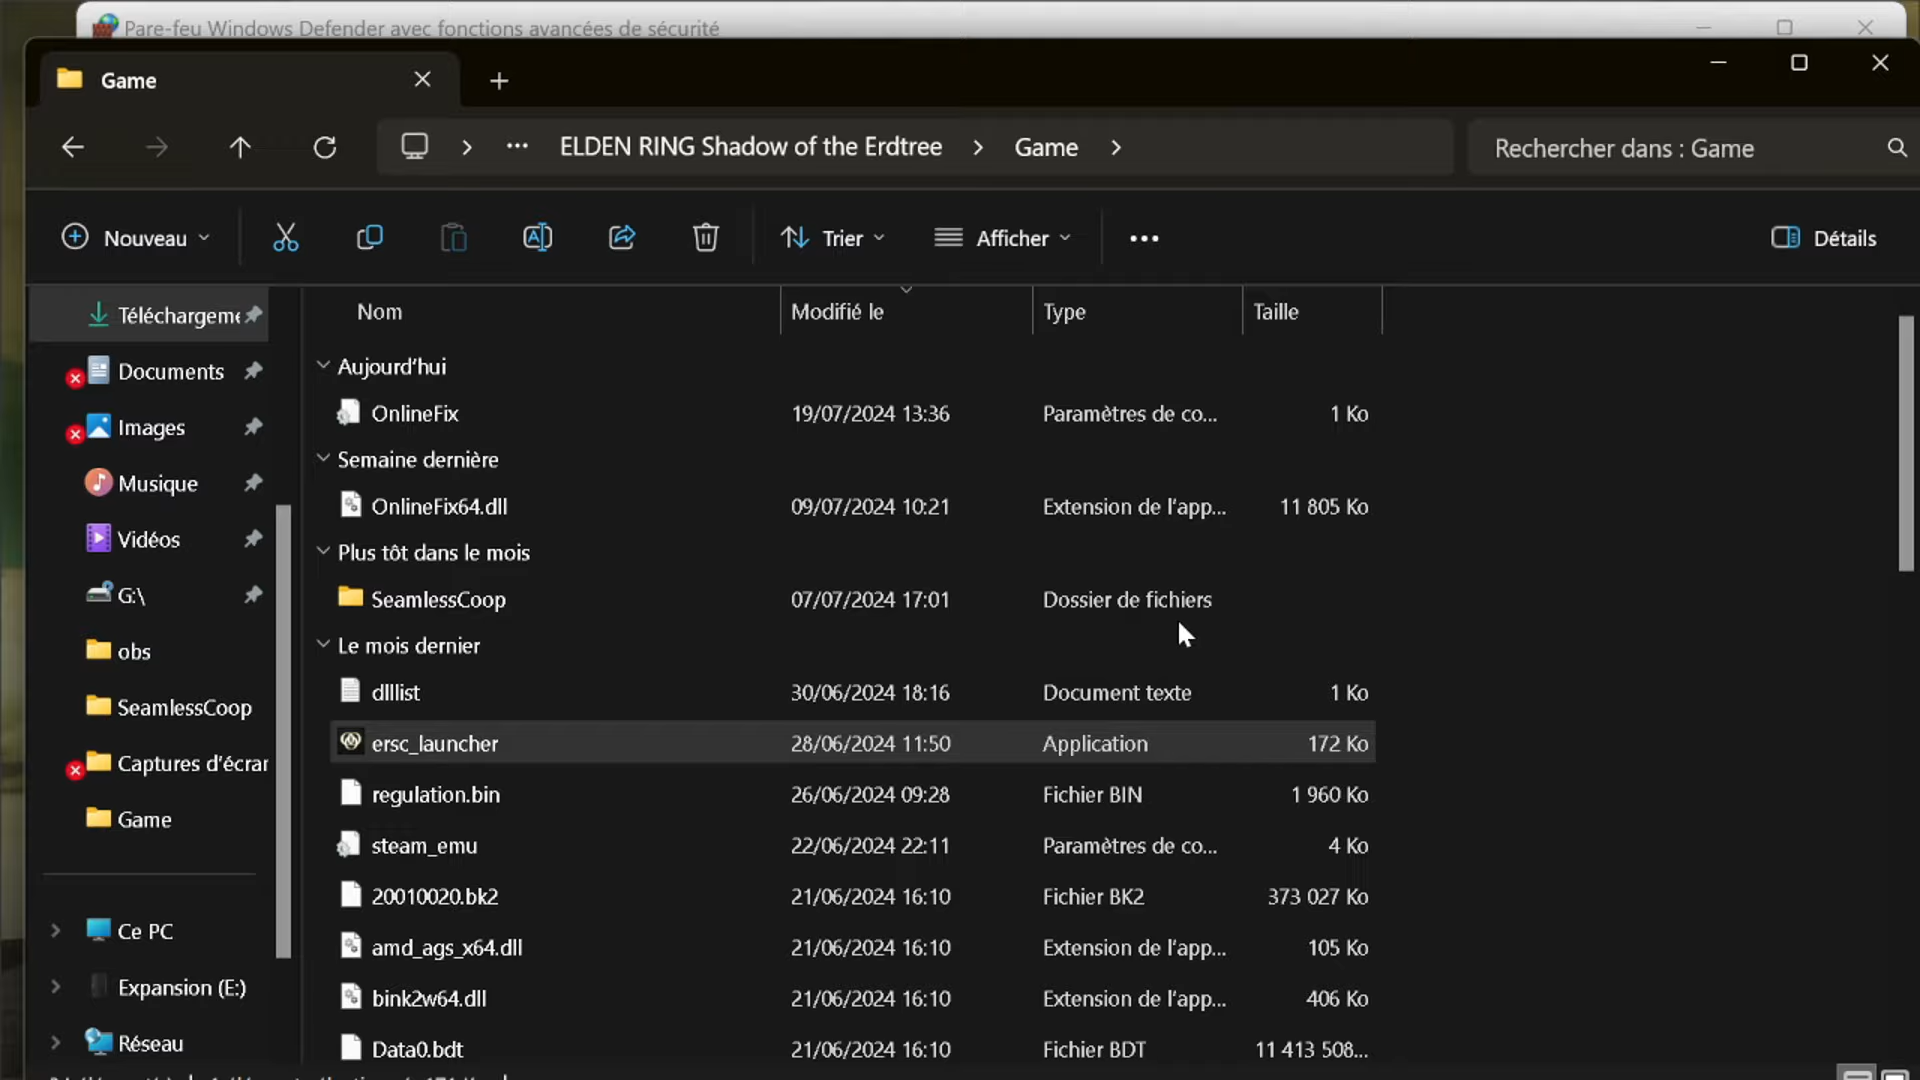 Pare-feu Windows Defender avec fonctions avancées de sécurité
Game
ELDEN RING Shadow of the Erdtree
Game
Rechercher dans : Game
Nouveau
Trier
Afficher
Détails
Téléchargeme
Documents
Images
Musique
Vidéos
G:\
obs
SeamlessCoop
Captures d'écrar
Game
Ce PC
Expansion (E:)
Réseau
Nom Modifié le Type Taille
Aujourd'hui
OnlineFix 19/07/2024 13:36 Paramètres de co... 1 Ko
Semaine dernière
OnlineFix64.dll 09/07/2024 10:21 Extension de l'app... 11 805 Ko
Plus tôt dans le mois
SeamlessCoop 07/07/2024 17:01 Dossier de fichiers
Le mois dernier
dlllist 30/06/2024 18:16 Document texte 1 Ko
ersc_launcher 28/06/2024 11:50 Application 172 Ko
regulation.bin 26/06/2024 09:28 Fichier BIN 1 960 Ko
steam_emu 22/06/2024 22:11 Paramètres de co... 4 Ko
20010020.bk2 21/06/2024 16:10 Fichier BK2 373 027 Ko
amd_ags_x64.dll 21/06/2024 16:10 Extension de l'app... 105 Ko
bink2w64.dll 21/06/2024 16:10 Extension de l'app... 406 Ko
Data0.bdt 21/06/2024 16:10 Fichier BDT 11 413 508...